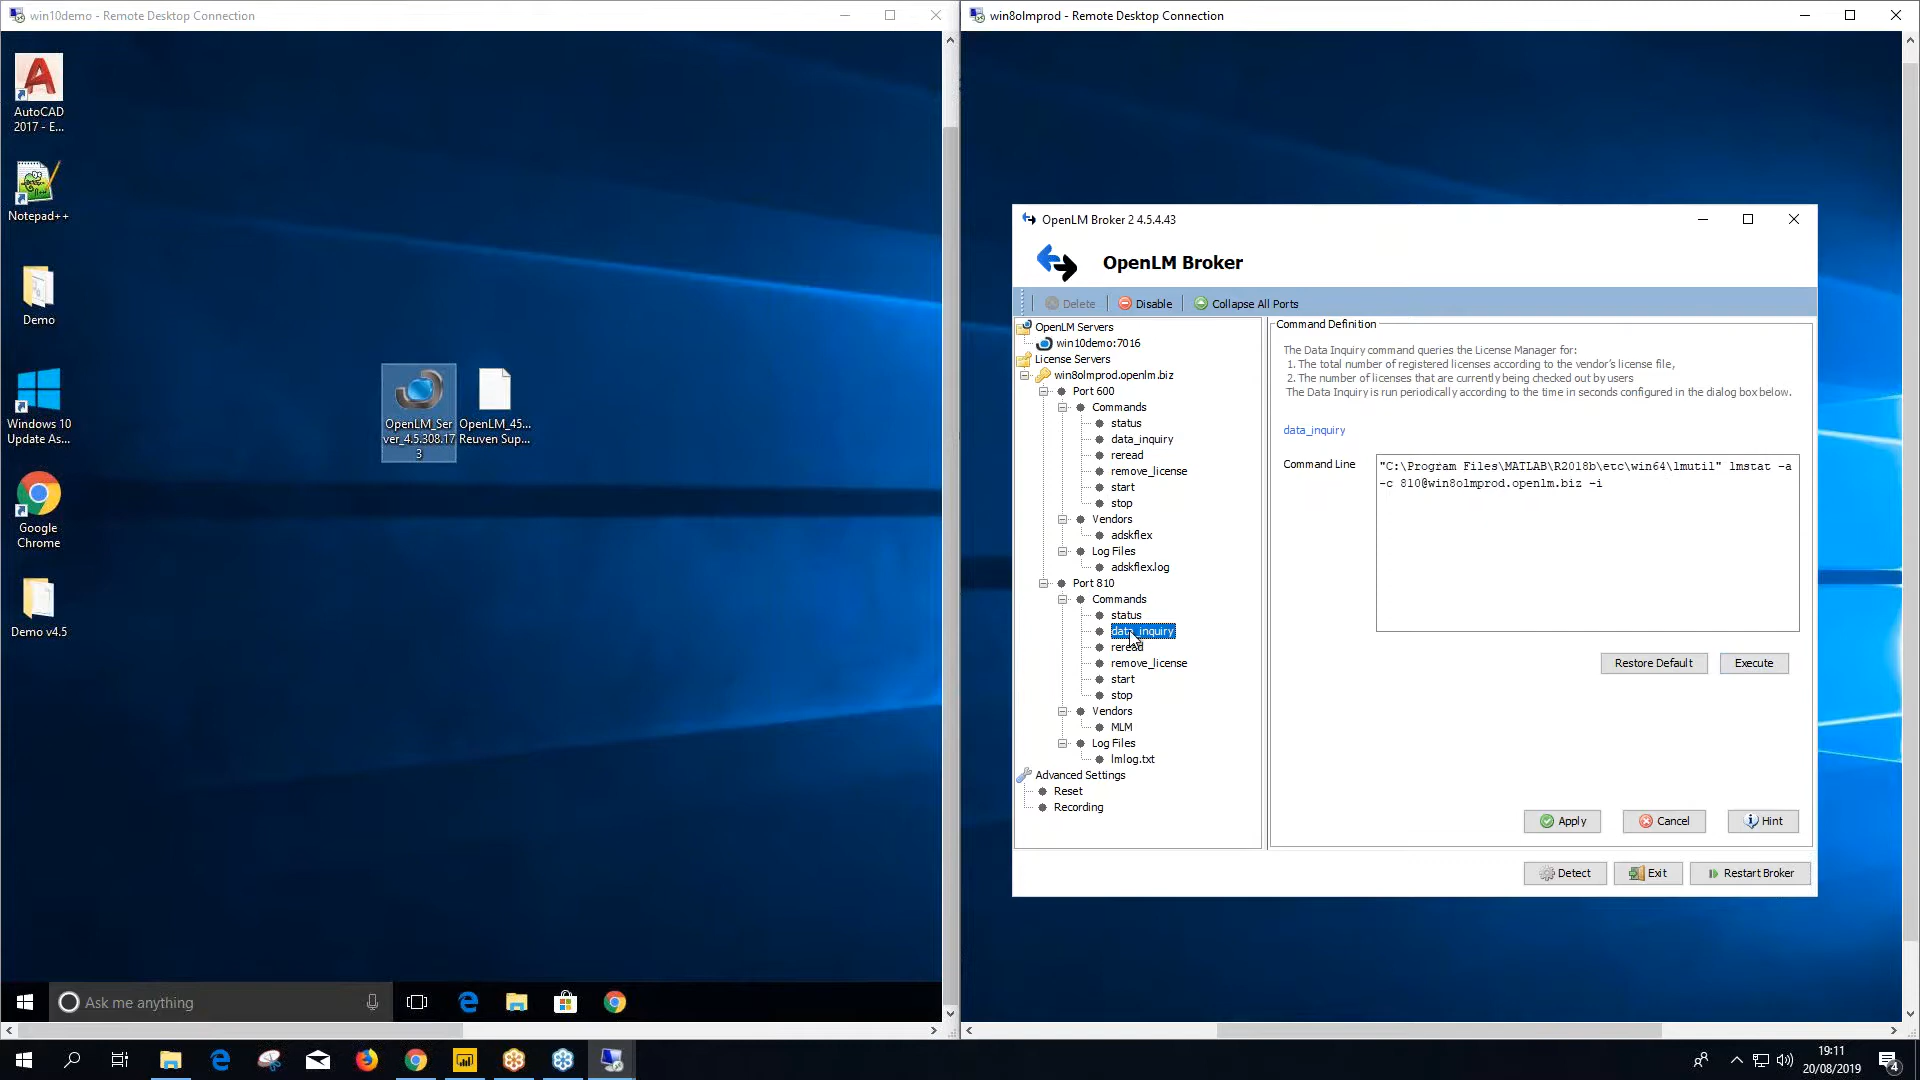 win10demo - Remote Desktop Connection
AutoCAD
2017 - E...
Notepad++
Demo
Windows 10
Update As...
Google
Chrome
Demo v4.5
OpenLM_Ser
ver_4.5.308.17
3
OpenLM_45...
Reuven Sup...
Ask me anything
win8olmprod - Remote Desktop Connection
OpenLM Broker 2 4.5.4.43
OpenLM Broker
Delete
Disable
Collapse All Ports
OpenLM Servers
win10demo:7016
License Servers
win8olmprod.openlm.biz
Port 600
Commands
status
data_inquiry
reread
remove_license
start
stop
Vendors
adskflex
Log Files
adskflex.log
Port 810
Commands
status
data_inquiry
reread
remove_license
start
stop
Vendors
MLM
Log Files
lmlog.txt
Advanced Settings
Reset
Recording
Command Definition
The Data Inquiry command queries the License Manager for:
1. The total number of registered licenses according to the vendor's license file,
2. The number of licenses that are currently being checked out by users
The Data Inquiry is run periodically according to the time in seconds configured in the dialog box below.
data_inquiry
Command Line
"C:\Program Files\MATLAB\R2018b\etc\win64\lmutil" lmstat -a
-c 810@win8olmprod.openlm.biz -i
Restore Default
Execute
Apply
Cancel
Hint
Detect
Exit
Restart Broker
19:11
20/08/2019
4